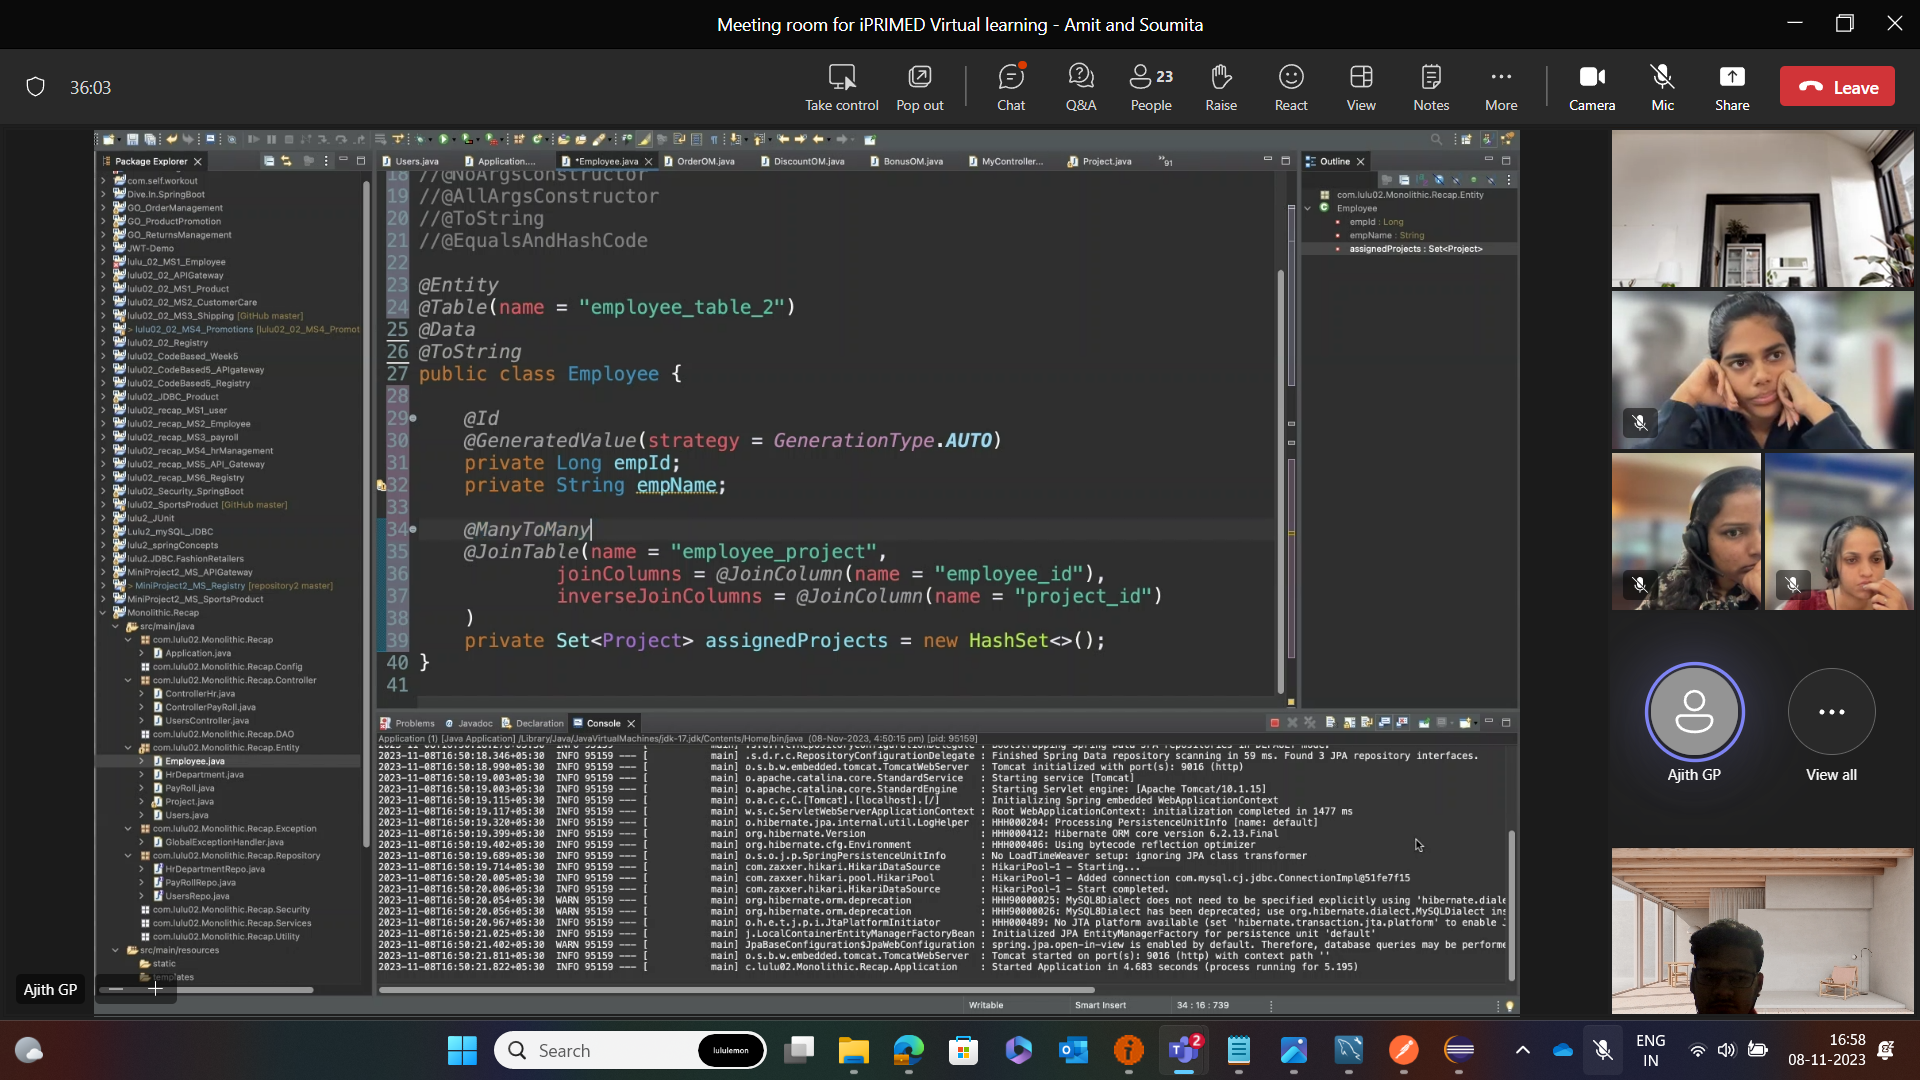 Meeting room for iPRIMED Virtual learning - Amit and Soumita
36:03
Take control
Pop out
Chat
Q&A
People
23
Raise
React
View
Notes
More
Camera
Mic
Share
Leave
Package Explorer
com.self.workout
Dive.In.SpringBoot
GO_OrderManagement
GO_ProductPromotion
GO_ReturnsManagement
JWT-Demo
lulu_02_MS1_Employee
lulu02_02_APIGateway
lulu02_02_MS1_Product
lulu02_02_MS2_CustomerCare
lulu02_02_MS3_Shipping [GitHub master]
> lulu02_02_MS4_Promotions [lulu02_02_MS4_Promot
lulu02_02_Registry
lulu02_CodeBased_Week5
lulu02_CodeBased5_APIgateway
lulu02_CodeBased5_Registry
lulu02_JDBC_Product
lulu02_recap_MS1_user
lulu02_recap_MS2_Employee
lulu02_recap_MS3_payroll
lulu02_recap_MS4_hrManagement
lulu02_recap_MS5_API_Gateway
lulu02_recap_MS6_Registry
lulu02_Security_SpringBoot
lulu02_SportsProduct [GitHub master]
lulu2_JUnit
Lulu2_mySQL_JDBC
lulu2_springConcepts
lulu2.JDBC.FashionRetailers
MiniProject2_MS_APIGateway
> MiniProject2_MS_Registry [repository2 master]
MiniProject2_MS_SportsProduct
Monolithic.Recap
src/main/java
com.lulu02.Monolithic.Recap
Application.java
com.lulu02.Monolithic.Recap.Config
com.lulu02.Monolithic.Recap.Controller
ControllerHr.java
ControllerPayRoll.java
UsersController.java
com.lulu02.Monolithic.Recap.DAO
com.lulu02.Monolithic.Recap.Entity
Employee.java
HrDepartment.java
PayRoll.java
Project.java
Users.java
com.lulu02.Monolithic.Recap.Exception
GlobalExceptionHandler.java
com.lulu02.Monolithic.Recap.Repository
HrDepartmentRepo.java
PayRollRepo.java
UsersRepo.java
com.lulu02.Monolithic.Recap.Security
com.lulu02.Monolithic.Recap.Services
com.lulu02.Monolithic.Recap.Utility
src/main/resources
static
templates
Users.java
Application....
*Employee.java
OrderOM.java
DiscountOM.java
BonusOM.java
MyController...
Project.java
»91
18 //@NoArgsConstructor
19 //@AllArgsConstructor
20 //@ToString
21 //@EqualsAndHashCode
22
23 @Entity
24 @Table(name = "employee_table_2")
25 @Data
26 @ToString
27 public class Employee {
28
29 @Id
30 @GeneratedValue(strategy = GenerationType.AUTO)
31 private Long empId;
32 private String empName;
33
34 @ManyToMany
35 @JoinTable(name = "employee_project",
36 joinColumns = @JoinColumn(name = "employee_id"),
37 inverseJoinColumns = @JoinColumn(name = "project_id")
38 )
39 private Set<Project> assignedProjects = new HashSet<>();
40 }
41
Outline
com.lulu02.Monolithic.Recap.Entity
Employee
empId : Long
empName : String
assignedProjects : Set<Project>
Problems
Javadoc
Declaration
Console
Application (1) [Java Application] /Library/Java/JavaVirtualMachines/jdk-17.jdk/Contents/Home/bin/java (08-Nov-2023, 4:50:15 pm) [pid: 95159]
2023-11-08T16:50:18.346+05:30 INFO 95159 --- [ main] .s.d.r.c.RepositoryConfigurationDelegate : Finished Spring Data repository scanning in 59 ms. Found 3 JPA repository interfaces.
2023-11-08T16:50:18.990+05:30 INFO 95159 --- [ main] o.s.b.w.embedded.tomcat.TomcatWebServer : Tomcat initialized with port(s): 9016 (http)
2023-11-08T16:50:19.003+05:30 INFO 95159 --- [ main] o.apache.catalina.core.StandardService : Starting service [Tomcat]
2023-11-08T16:50:19.003+05:30 INFO 95159 --- [ main] o.apache.catalina.core.StandardEngine : Starting Servlet engine: [Apache Tomcat/10.1.15]
2023-11-08T16:50:19.115+05:30 INFO 95159 --- [ main] o.a.c.c.C.[Tomcat].[localhost].[/] : Initializing Spring embedded WebApplicationContext
2023-11-08T16:50:19.117+05:30 INFO 95159 --- [ main] w.s.c.ServletWebServerApplicationContext : Root WebApplicationContext: initialization completed in 1477 ms
2023-11-08T16:50:19.320+05:30 INFO 95159 --- [ main] o.hibernate.jpa.internal.util.LogHelper : HHH000204: Processing PersistenceUnitInfo [name: default]
2023-11-08T16:50:19.399+05:30 INFO 95159 --- [ main] org.hibernate.Version : HHH000412: Hibernate ORM core version 6.2.13.Final
2023-11-08T16:50:19.402+05:30 INFO 95159 --- [ main] org.hibernate.cfg.Environment : HHH000406: Using bytecode reflection optimizer
2023-11-08T16:50:19.689+05:30 INFO 95159 --- [ main] o.s.o.j.p.SpringPersistenceUnitInfo : No LoadTimeWeaver setup: ignoring JPA class transformer
2023-11-08T16:50:19.714+05:30 INFO 95159 --- [ main] com.zaxxer.hikari.HikariDataSource : HikariPool-1 - Starting...
2023-11-08T16:50:20.005+05:30 INFO 95159 --- [ main] com.zaxxer.hikari.pool.HikariPool : HikariPool-1 - Added connection com.mysql.cj.jdbc.ConnectionImpl@51fe7f15
2023-11-08T16:50:20.006+05:30 INFO 95159 --- [ main] com.zaxxer.hikari.HikariDataSource : HikariPool-1 - Start completed.
2023-11-08T16:50:20.054+05:30 WARN 95159 --- [ main] org.hibernate.orm.deprecation : HHH90000025: MySQL8Dialect does not need to be specified explicitly using 'hibernate.diale
2023-11-08T16:50:20.056+05:30 WARN 95159 --- [ main] org.hibernate.orm.deprecation : HHH90000026: MySQL8Dialect has been deprecated; use org.hibernate.dialect.MySQLDialect ins
2023-11-08T16:50:20.967+05:30 INFO 95159 --- [ main] o.h.e.t.j.p.i.JtaPlatformInitiator : HHH000489: No JTA platform available (set 'hibernate.transaction.jta.platform' to enable J
2023-11-08T16:50:21.025+05:30 INFO 95159 --- [ main] j.LocalContainerEntityManagerFactoryBean : Initialized JPA EntityManagerFactory for persistence unit 'default'
2023-11-08T16:50:21.402+05:30 WARN 95159 --- [ main] JpaBaseConfiguration$JpaWebConfiguration : spring.jpa.open-in-view is enabled by default. Therefore, database queries may be performe
2023-11-08T16:50:21.811+05:30 INFO 95159 --- [ main] o.s.b.w.embedded.tomcat.TomcatWebServer : Tomcat started on port(s): 9016 (http) with context path ''
2023-11-08T16:50:21.822+05:30 INFO 95159 --- [ main] c.lulu02.Monolithic.Recap.Application : Started Application in 4.683 seconds (process running for 5.195)
Writable
Smart Insert
34 : 16 : 739
Ajith GP
View all
Ajith GP
Search
lululemon
2
ENG
IN
16:58
08-11-2023